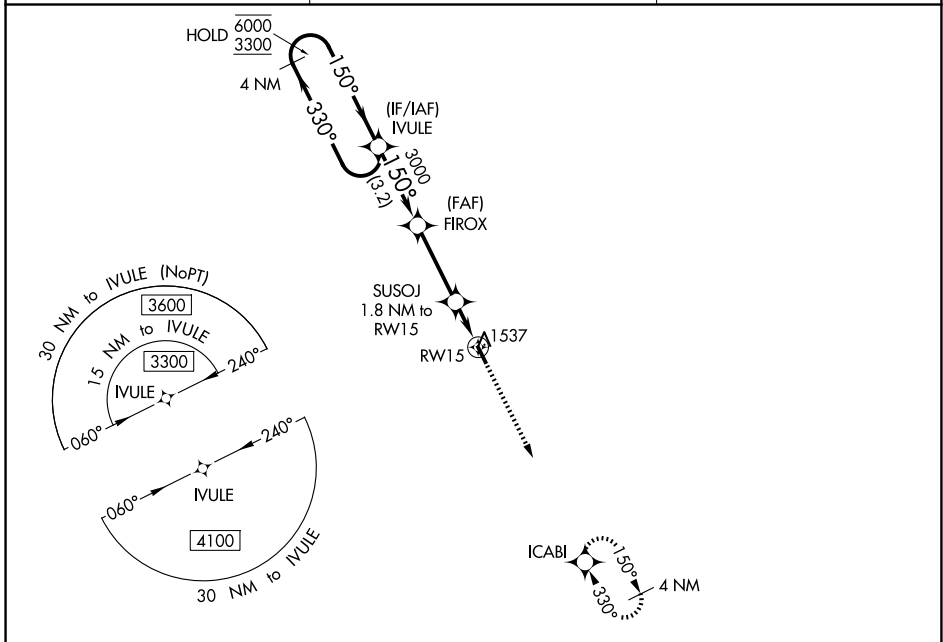 HOLD 6000
3300
4 NM
150°
330°
(IF/IAF)
IVULE
3000
150°
(3.2)
(FAF)
FIROX
SUSOJ
1.8 NM to
RW15
RW15
1537
30 NM to IVULE (NoPT)
3600
15 NM to IVULE
3300
IVULE
240°
060°
240°
060°
IVULE
4100
30 NM to IVULE
ICABI
150°
330°
4 NM